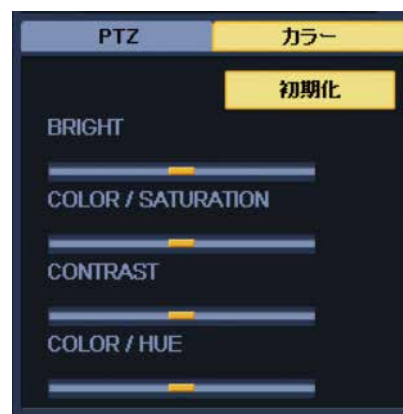 PTZ カラー
初期化
BRIGHT
COLOR / SATURATION
CONTRAST
COLOR / HUE